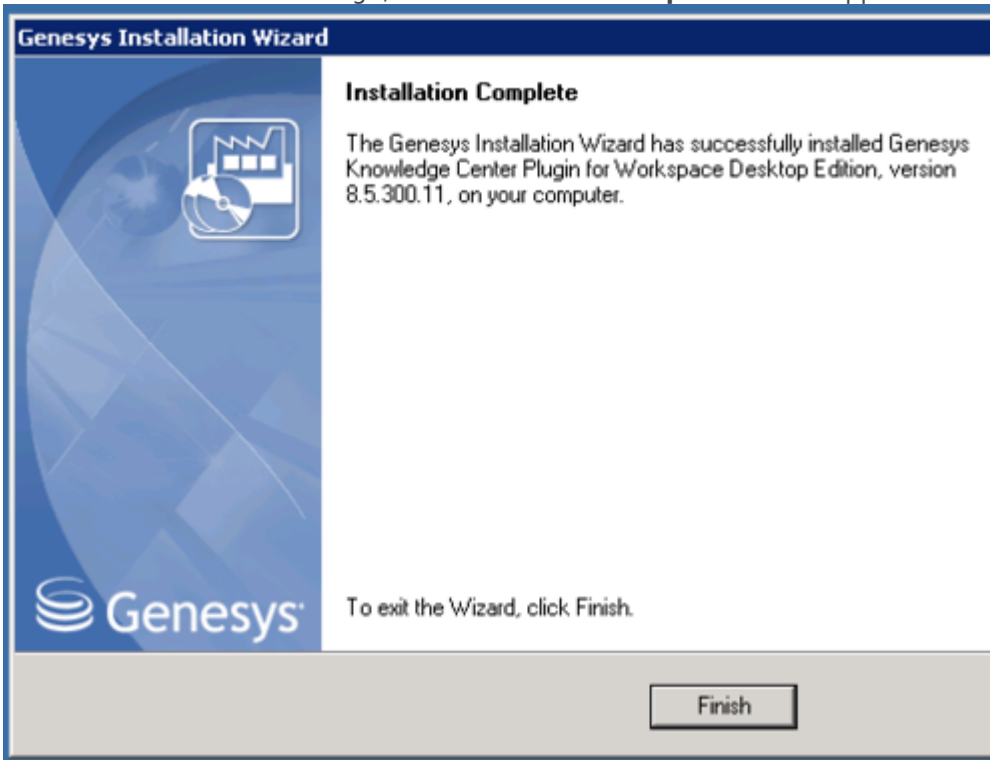 Genesys Installation Wizard
Installation Complete
The Genesys Installation Wizard has successfully installed Genesys
Knowledge Center Plugin for Workspace Desktop Edition, version
8.5.300.11, on your computer.
Genesys
To exit the Wizard, click Finish.
Finish